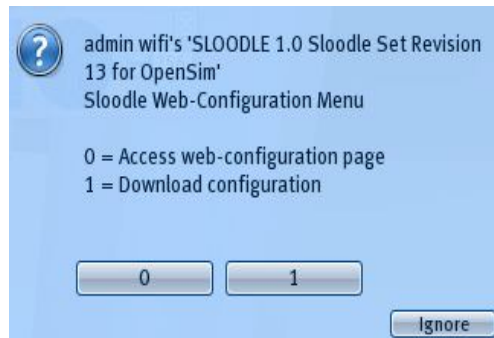 admin wifi's 'SLOODLE 1.0 Sloodle Set Revision
13 for OpenSim'
Sloodle Web-Configuration Menu
0 = Access web-configuration page
1 = Download configuration
0 1
Ignore